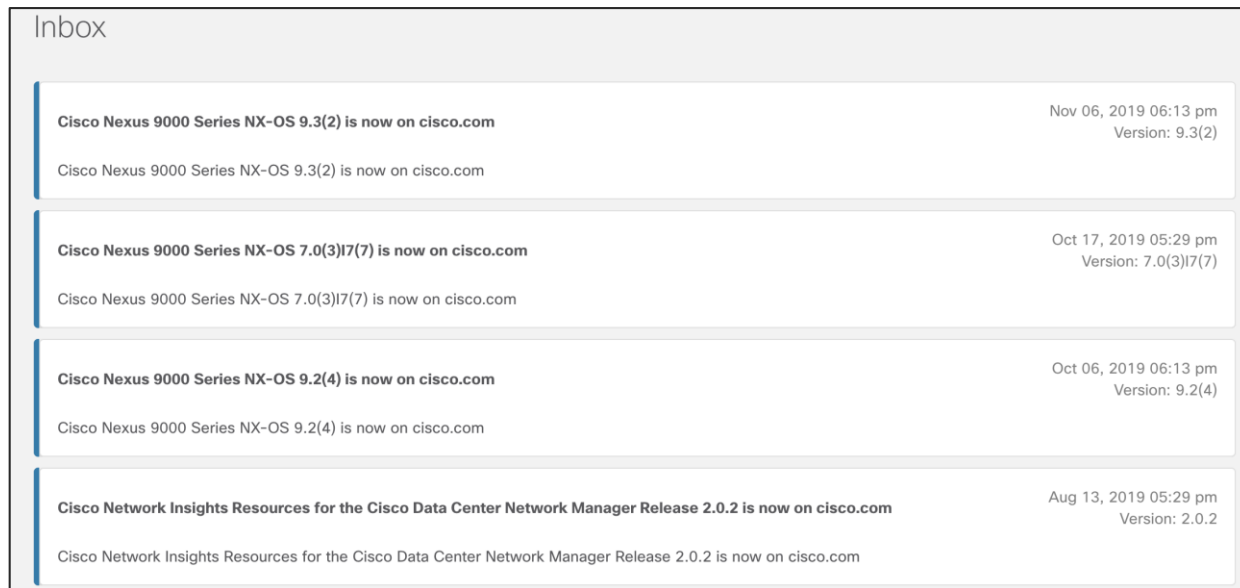 Inbox
Cisco Nexus 9000 Series NX-OS 9.3(2) is now on cisco.com
Nov 06, 2019 06:13 pm
Version: 9.3(2)
Cisco Nexus 9000 Series NX-OS 9.3(2) is now on cisco.com
Cisco Nexus 9000 Series NX-OS 7.0(3)I7(7) is now on cisco.com
Oct 17, 2019 05:29 pm
Version: 7.0(3)I7(7)
Cisco Nexus 9000 Series NX-OS 7.0(3)I7(7) is now on cisco.com
Cisco Nexus 9000 Series NX-OS 9.2(4) is now on cisco.com
Oct 06, 2019 06:13 pm
Version: 9.2(4)
Cisco Nexus 9000 Series NX-OS 9.2(4) is now on cisco.com
Cisco Network Insights Resources for the Cisco Data Center Network Manager Release 2.0.2 is now on cisco.com
Aug 13, 2019 05:29 pm
Version: 2.0.2
Cisco Network Insights Resources for the Cisco Data Center Network Manager Release 2.0.2 is now on cisco.com